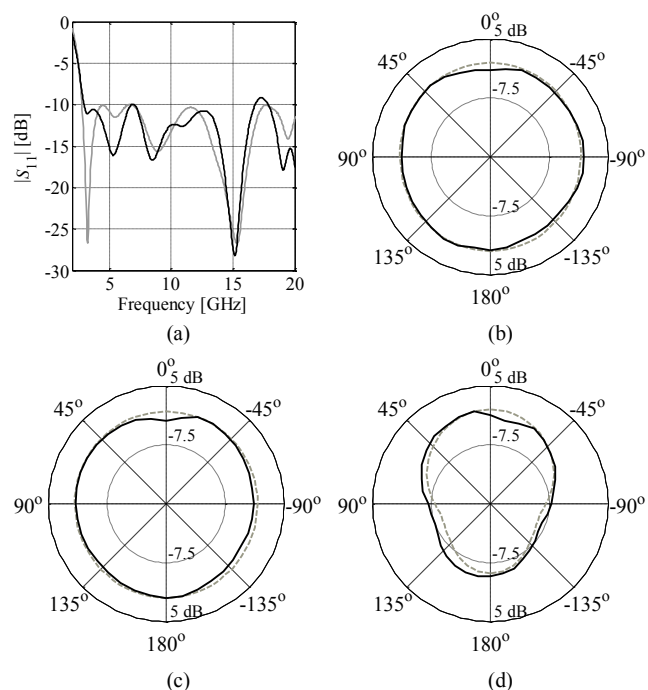 0
-5
-10
-15
-20
-25
-30
|S11| [dB]
5 10 15 20
Frequency [GHz]
(a)
0o
5 dB
45o -45o
-7.5
90o -90o
-7.5
135o -135o
5 dB
180o
(b)
0o
5 dB
45o -45o
-7.5
90o -90o
-7.5
135o -135o
5 dB
180o
(c)
0o
5 dB
45o -45o
-7.5
90o -90o
-7.5
135o -135o
5 dB
180o
(d)